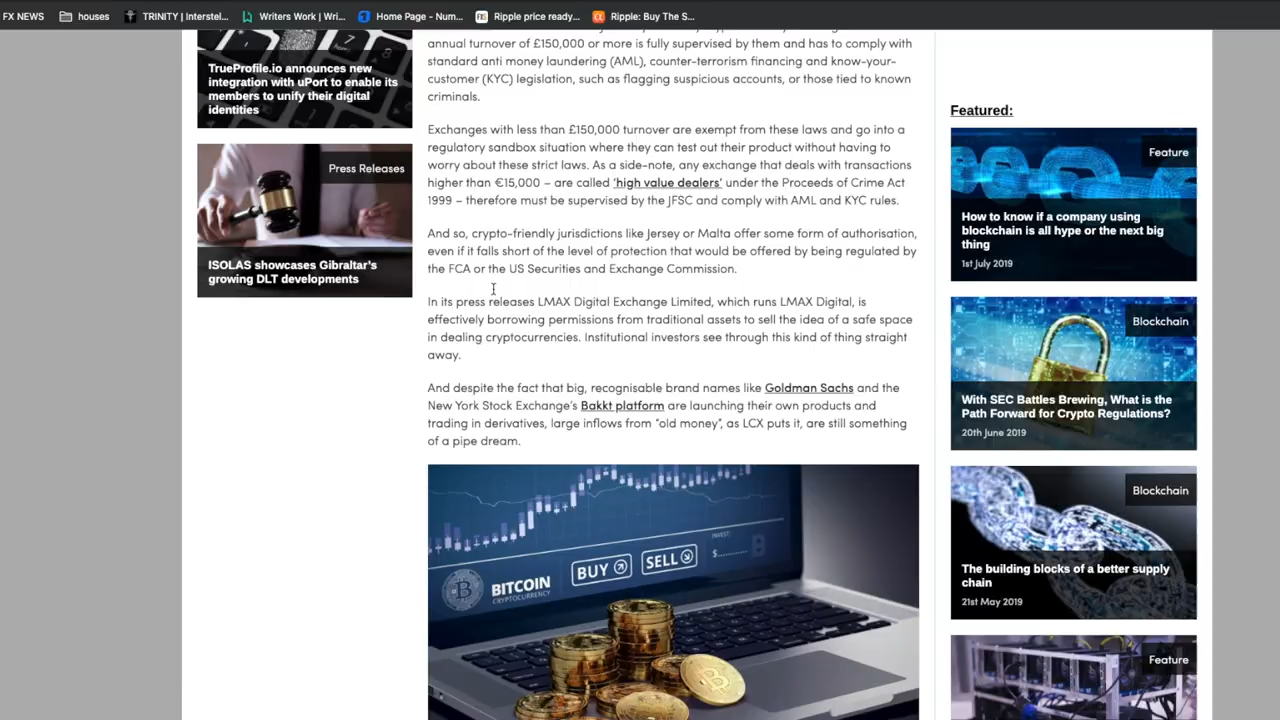 FX NEWS
houses
TRINITY | Interstel...
Writers Work | Wri...
Home Page - Num...
Ripple price ready...
Ripple: Buy The S...
TrueProfile.io announces new
integration with uPort to enable its
members to unify their digital
identities
Press Releases
ISOLAS showcases Gibraltar's
growing DLT developments
annual turnover of £150,000 or more is fully supervised by them and has to comply with
standard anti money laundering (AML), counter-terrorism financing and know-your-
customer (KYC) legislation, such as flagging suspicious accounts, or those tied to known
criminals.
Exchanges with less than £150,000 turnover are exempt from these laws and go into a
regulatory sandbox situation where they can test out their product without having to
worry about these strict laws. As a side-note, any exchange that deals with transactions
higher than €15,000 – are called 'high value dealers' under the Proceeds of Crime Act
1999 – therefore must be supervised by the JFSC and comply with AML and KYC rules.
And so, crypto-friendly jurisdictions like Jersey or Malta offer some form of authorisation,
even if it falls short of the level of protection that would be offered by being regulated by
the FCA or the US Securities and Exchange Commission.
In its press releases LMAX Digital Exchange Limited, which runs LMAX Digital, is
effectively borrowing permissions from traditional assets to sell the idea of a safe space
in dealing cryptocurrencies. Institutional investors see through this kind of thing straight
away.
And despite the fact that big, recognisable brand names like Goldman Sachs and the
New York Stock Exchange's Bakkt platform are launching their own products and
trading in derivatives, large inflows from "old money", as LCX puts it, are still something
of a pipe dream.
BITCOIN
CRYPTOCURRENCY
BUY
SELL
INVEST:
$
Featured:
Feature
How to know if a company using
blockchain is all hype or the next big
thing
1st July 2019
Blockchain
With SEC Battles Brewing, What is the
Path Forward for Crypto Regulations?
20th June 2019
Blockchain
The building blocks of a better supply
chain
21st May 2019
Feature